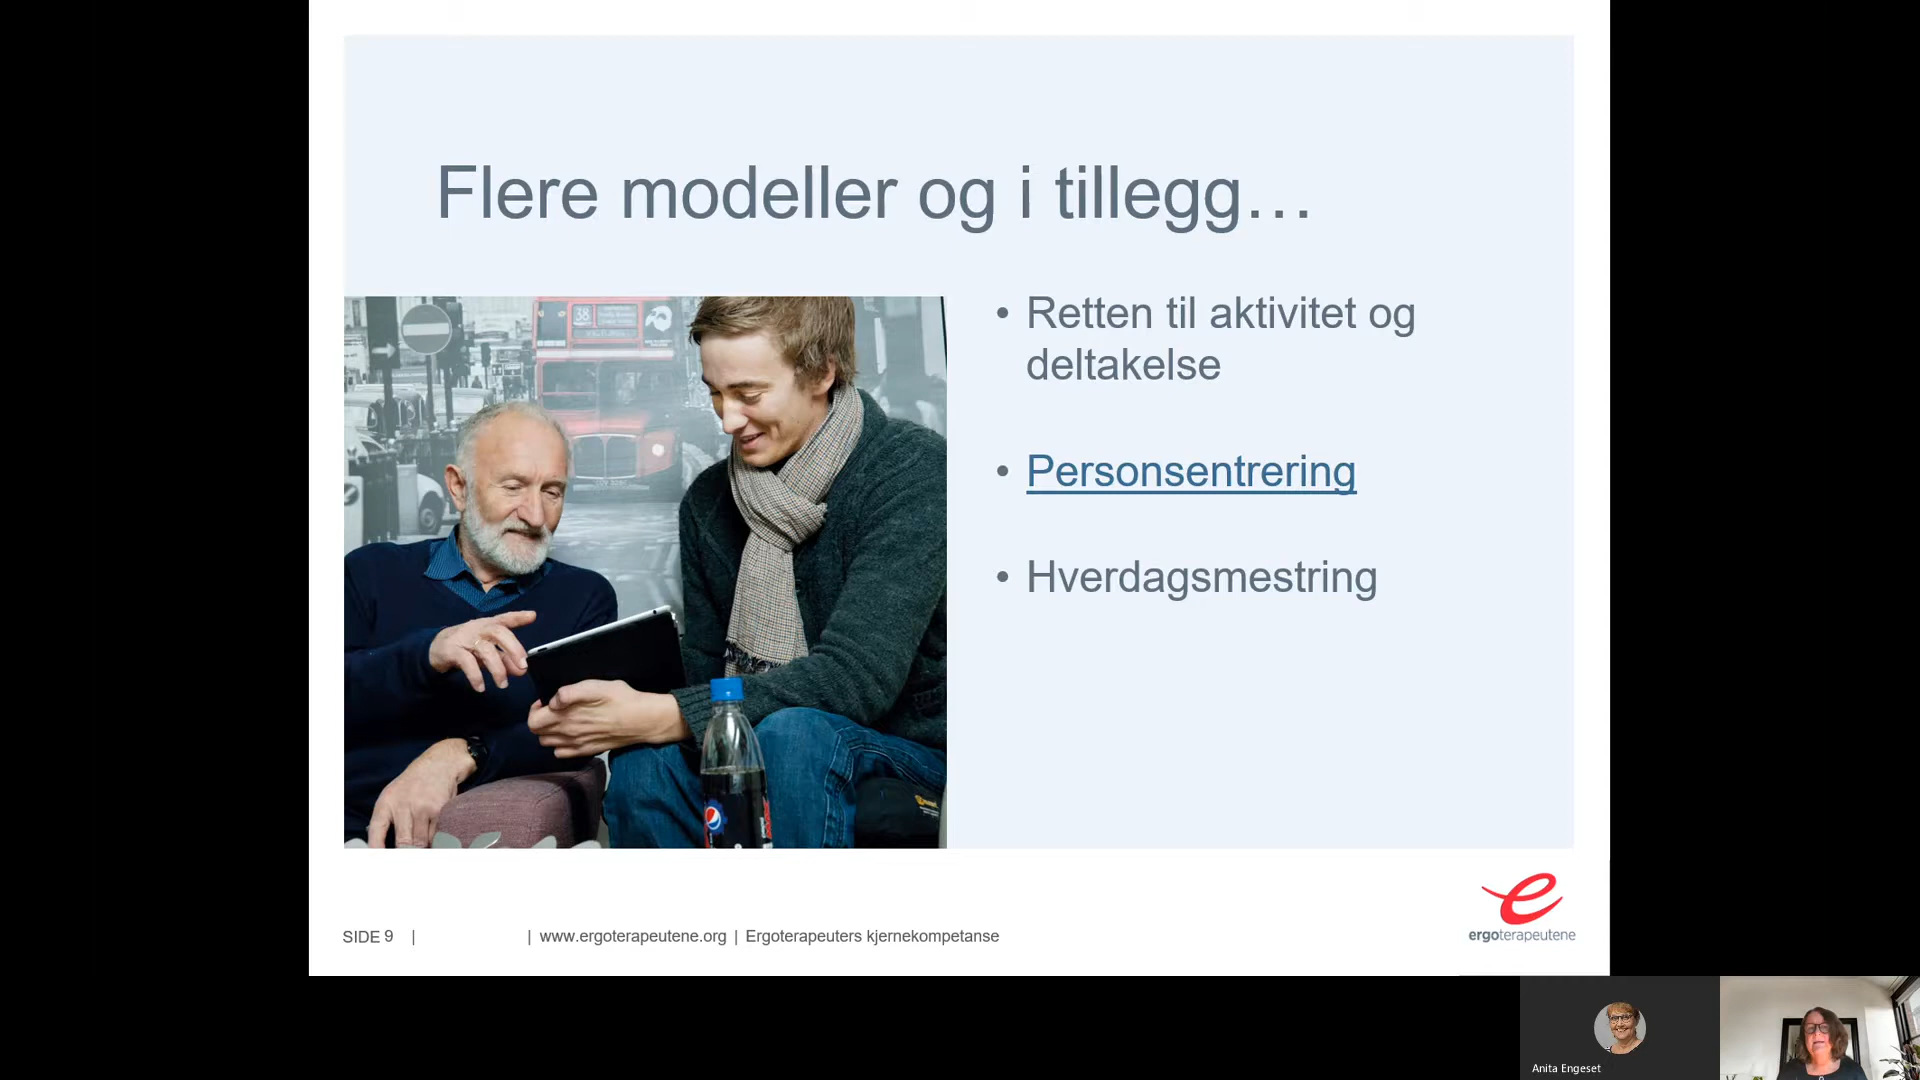 Flere modeller og i tillegg…
38
• Retten til aktivitet og
deltakelse
• Personsentrering
• Hverdagsmestring
SIDE 9 | | www.ergoterapeutene.org | Ergoterapeuters kjernekompetanse
ergoterapeutene
Anita Engeset